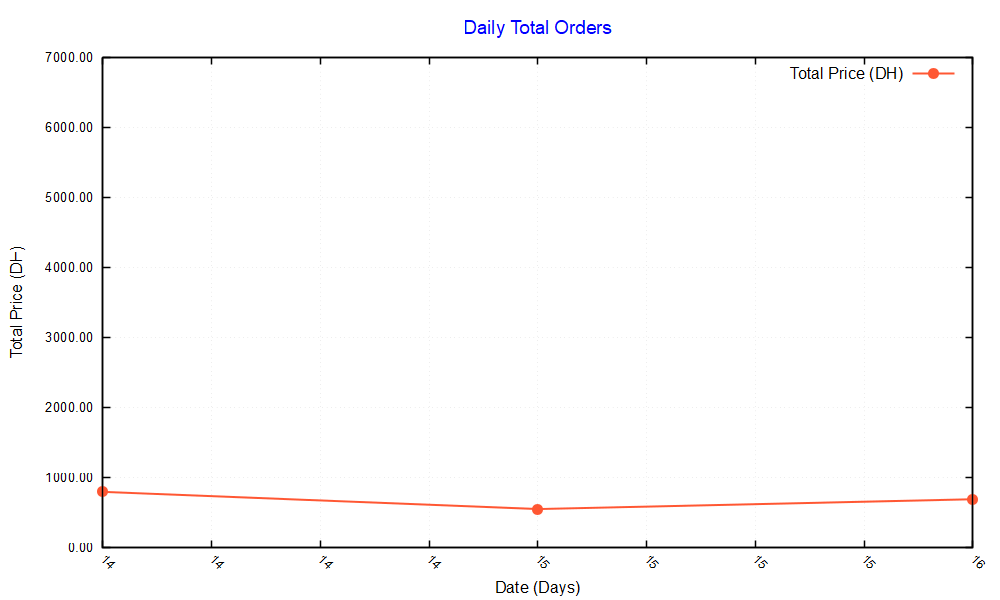 Daily Total Orders
Total Price (DH)
7000.00
6000.00
5000.00
4000.00
3000.00
2000.00
1000.00
0.00
Total Price (DH)
14 14 14 14 15 15 15 15 16
Date (Days)